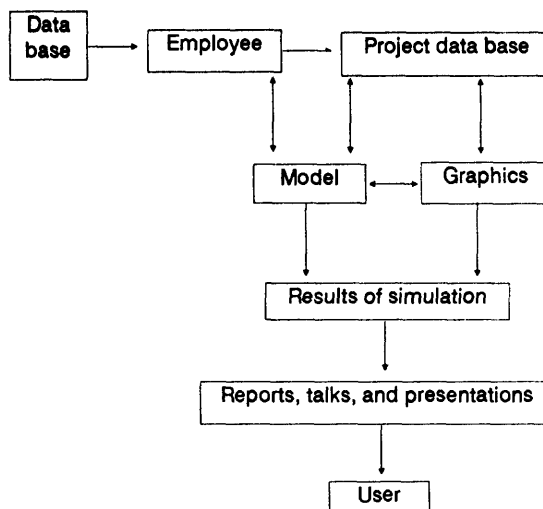 Data
base
Employee
Project data base
Model
Graphics
Results of simulation
Reports, talks, and presentations
User